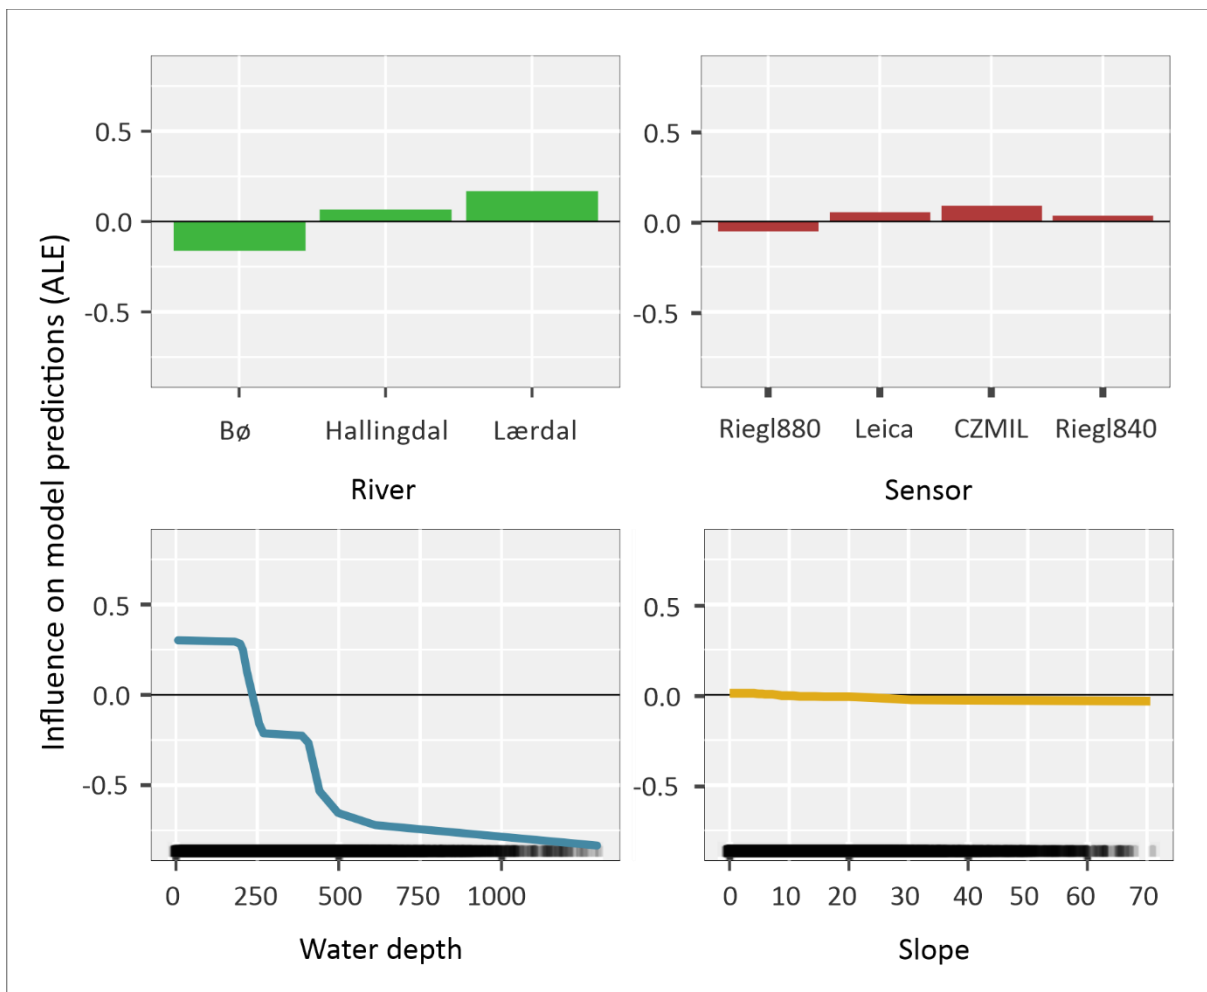 Influence on model predictions (ALE)
0.5
0.0
-0.5
Bø Hallingdal Lærdal
River
0.5
0.0
-0.5
Riegl880 Leica CZMIL Riegl840
Sensor
0.5
0.0
-0.5
0 250 500 750 1000
Water depth
0.5
0.0
-0.5
0 10 20 30 40 50 60 70
Slope